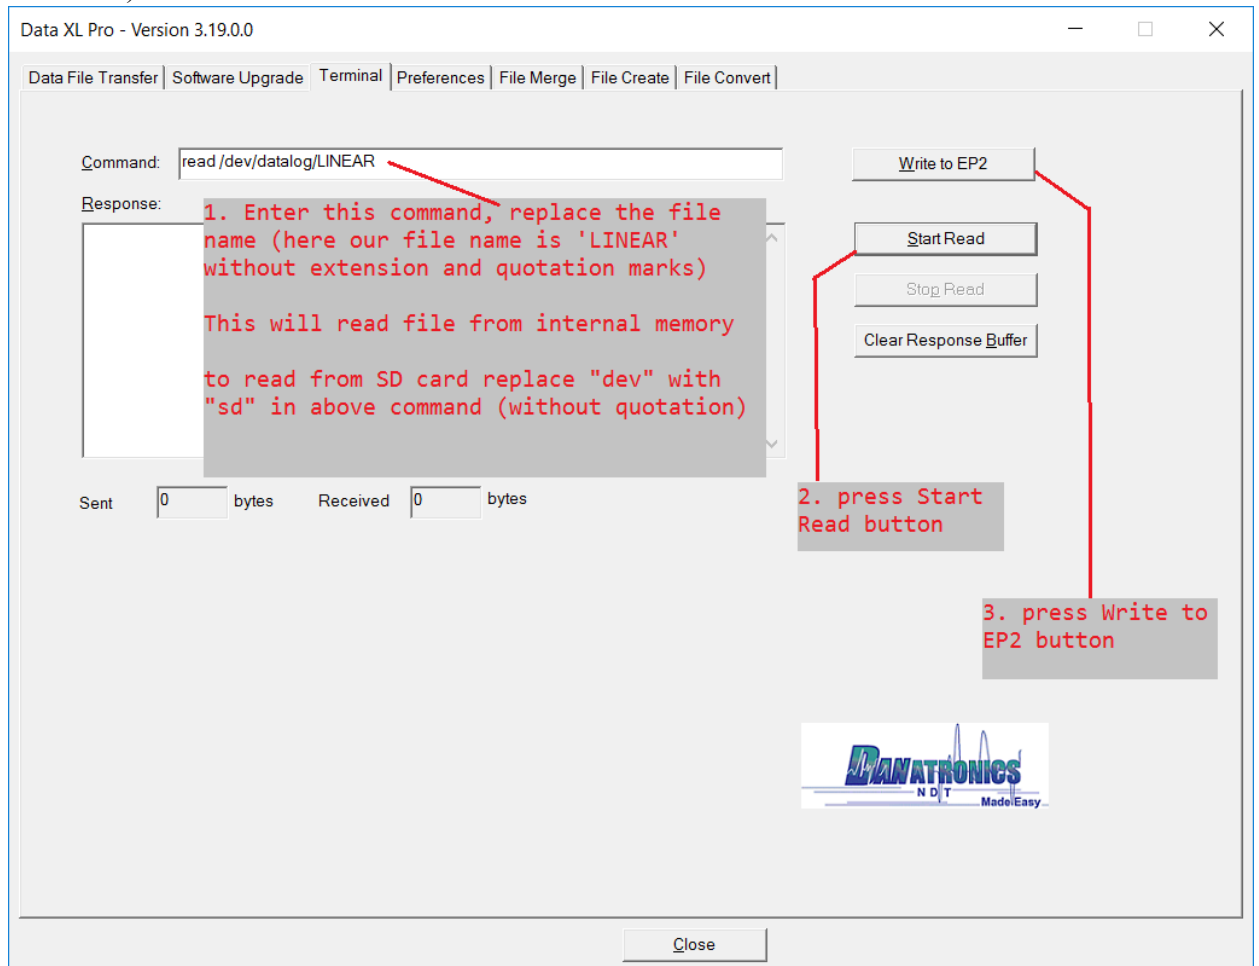 Data XL Pro - Version 3.19.0.0
Data File Transfer Software Upgrade Terminal Preferences File Merge File Create File Convert
Command: read /dev/datalog/LINEAR
Write to EP2
Response:
1. Enter this command, replace the file
name (here our file name is 'LINEAR'
without extension and quotation marks)
This will read file from internal memory
to read from SD card replace "dev" with
"sd" in above command (without quotation)
Start Read
Stop Read
Clear Response Buffer
Sent 0 bytes Received 0 bytes
2. press Start
Read button
3. press Write to
EP2 button
DANATRONICS
NDT
Made Easy
Close